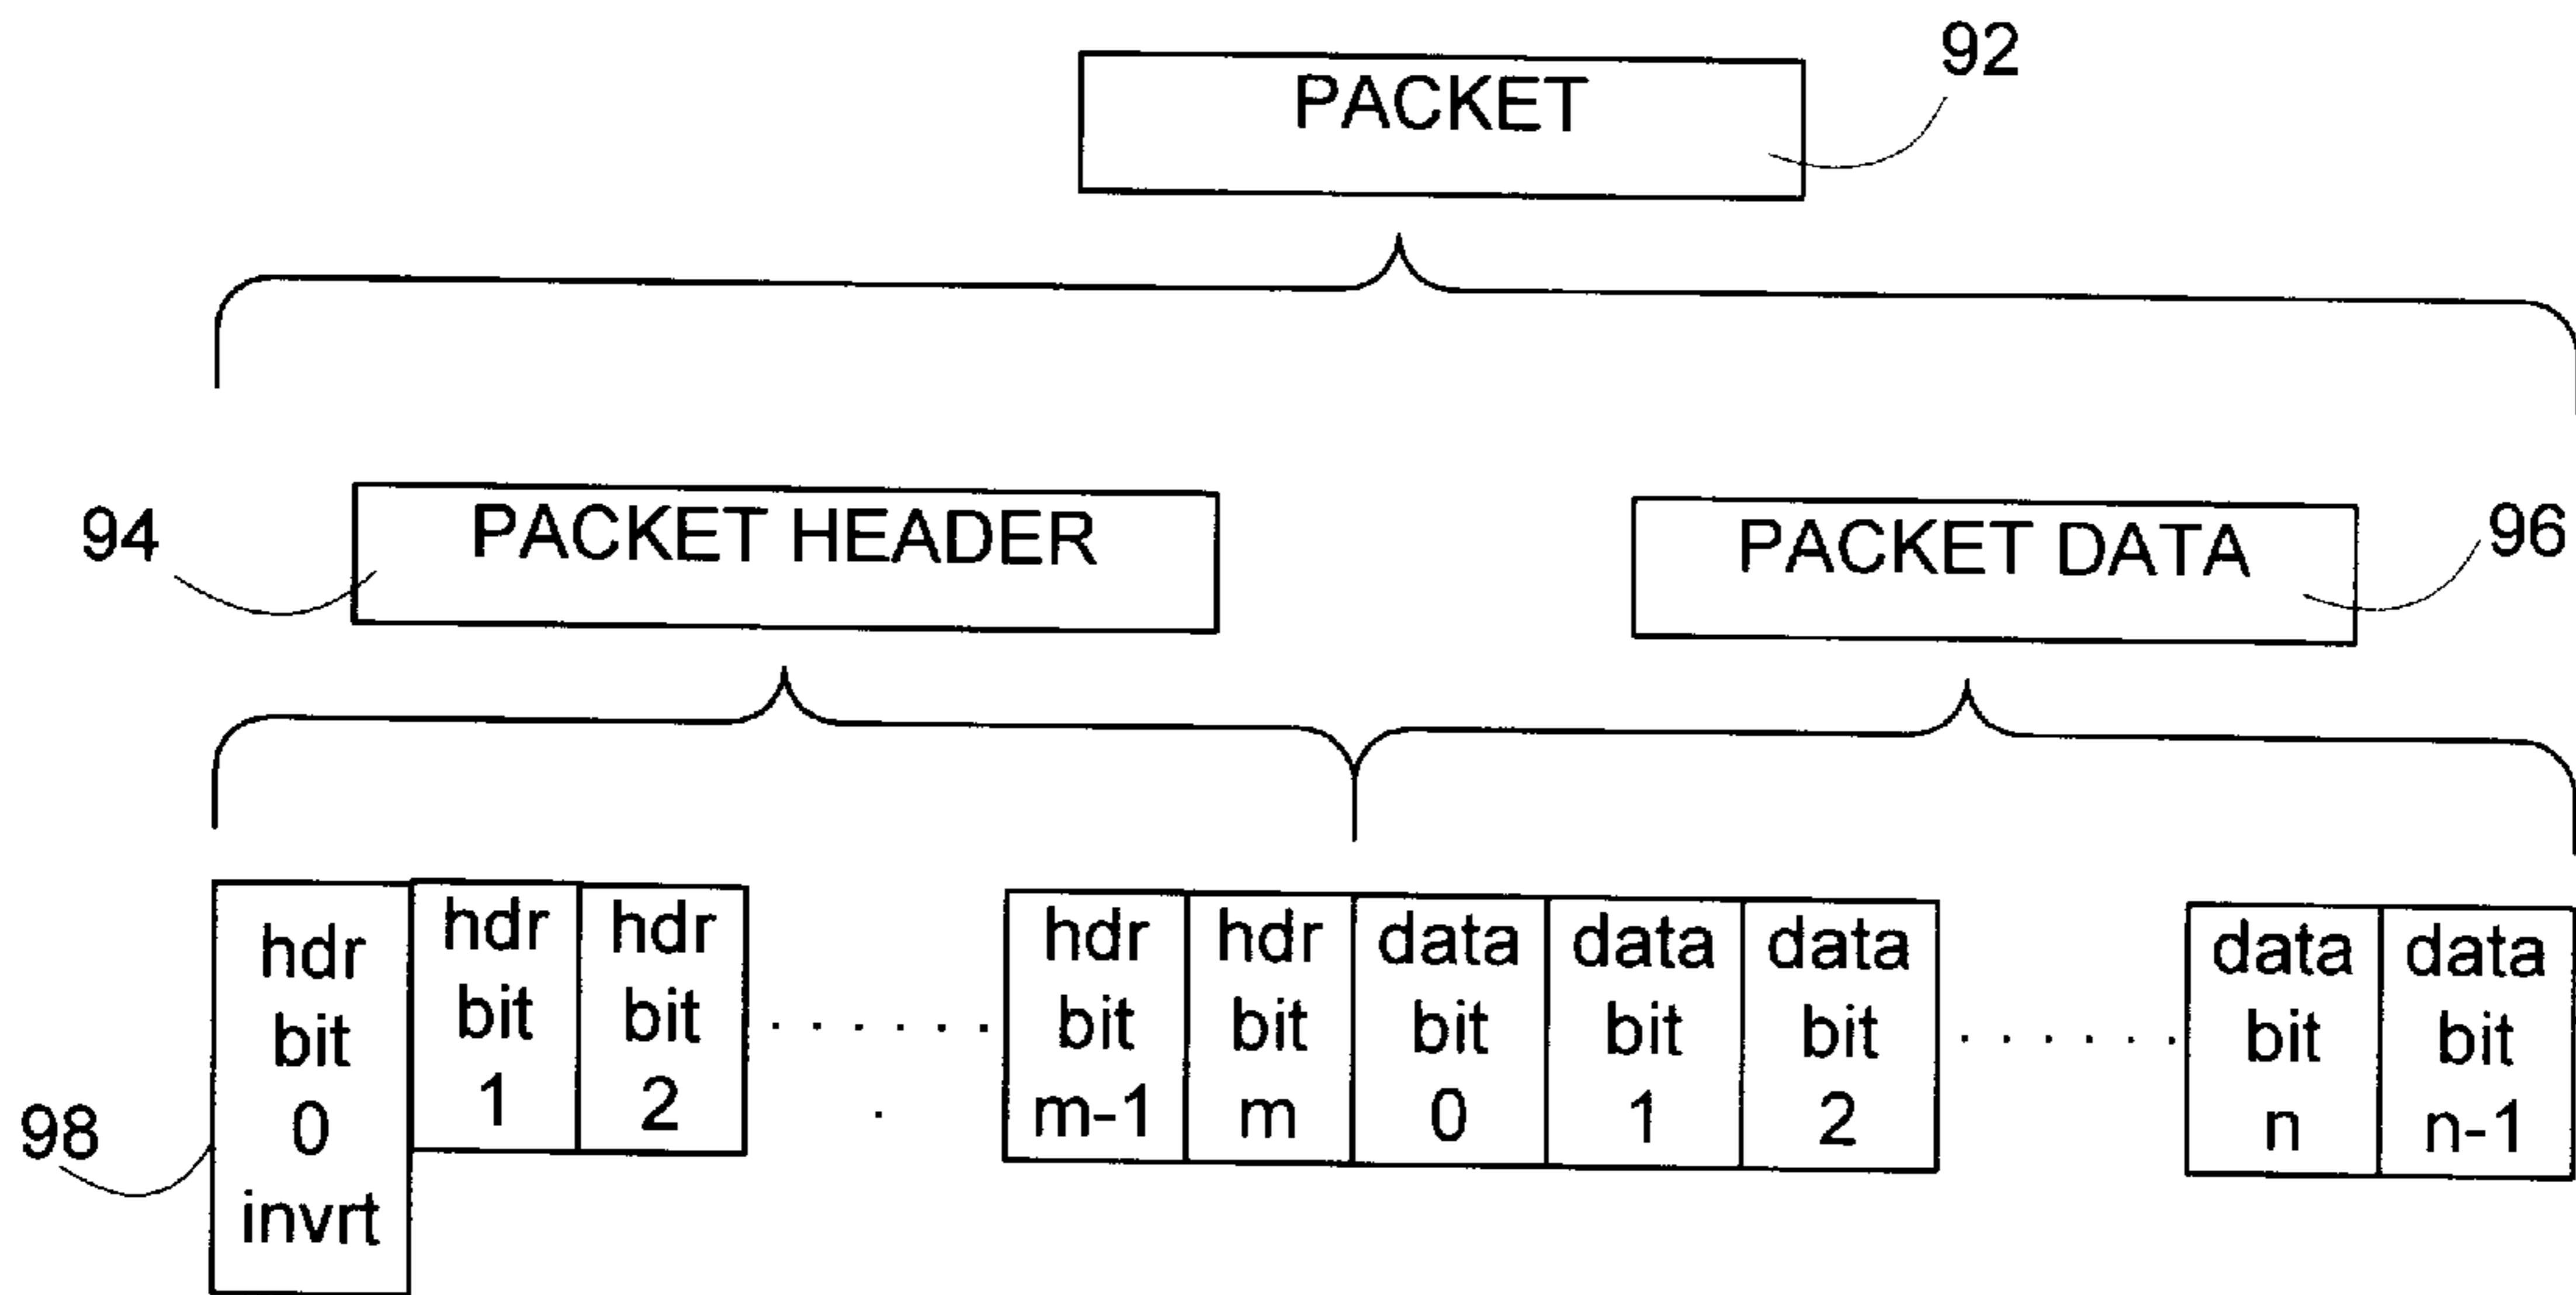 PACKET
92
94
PACKET HEADER
PACKET DATA
96
hdr bit 0 invrt
hdr bit 1
hdr bit 2
. . . . . . .
hdr bit m-1
hdr bit m
data bit 0
data bit 1
data bit 2
. . . . . .
data bit n
data bit n-1
98